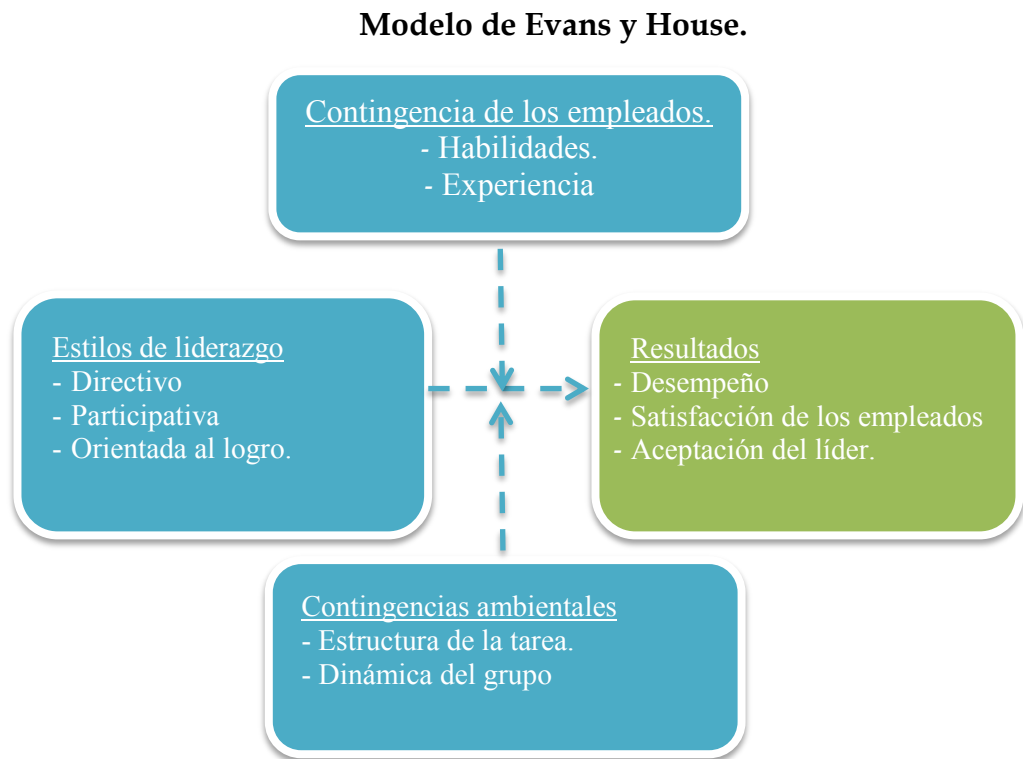 Modelo de Evans y House.
Contingencia de los empleados.
- Habilidades.
- Experiencia
Estilos de liderazgo
- Directivo
- Participativa
- Orientada al logro.
Resultados
- Desempeño
- Satisfacción de los empleados
- Aceptación del líder.
Contingencias ambientales
- Estructura de la tarea.
- Dinámica del grupo